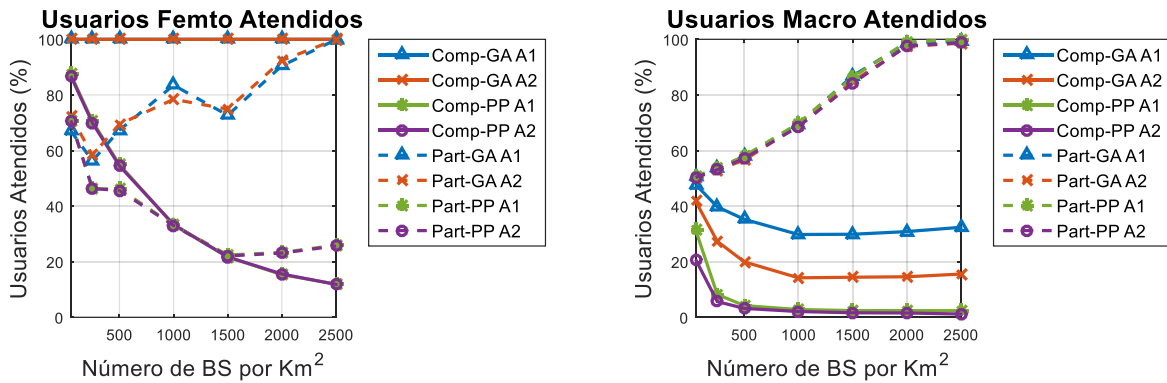 Usuarios Femto Atendidos
Usuarios Atendidos (%)
100
80
60
40
20
0
500
1000
1500
2000
2500
Número de BS por Km²
Comp-GA A1
Comp-GA A2
Comp-PP A1
Comp-PP A2
Part-GA A1
Part-GA A2
Part-PP A1
Part-PP A2
Usuarios Macro Atendidos
Usuarios Atendidos (%)
100
80
60
40
20
0
500
1000
1500
2000
2500
Número de BS por Km²
Comp-GA A1
Comp-GA A2
Comp-PP A1
Comp-PP A2
Part-GA A1
Part-GA A2
Part-PP A1
Part-PP A2